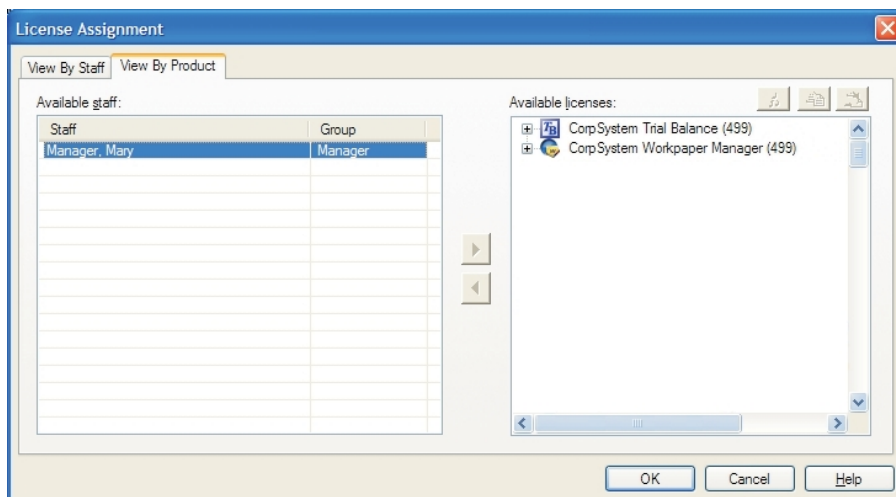 License Assignment
View By Staff View By Product
Available staff:
Available licenses:
Staff Group
Manager, Mary Manager
CorpSystem Trial Balance (499)
CorpSystem Workpaper Manager (499)
OK Cancel Help